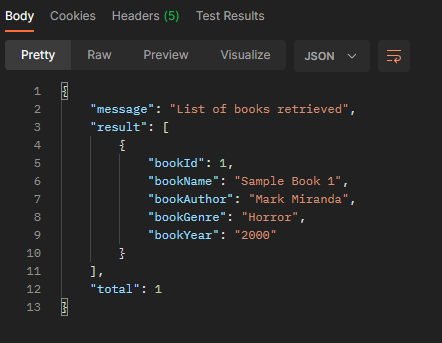 Body Cookies Headers (5) Test Results
Pretty Raw Preview Visualize JSON
1 {
2 "message": "List of books retrieved",
3 "result": [
4 {
5 "bookId": 1,
6 "bookName": "Sample Book 1",
7 "bookAuthor": "Mark Miranda",
8 "bookGenre": "Horror",
9 "bookYear": "2000"
10 }
11 ],
12 "total": 1
13 }